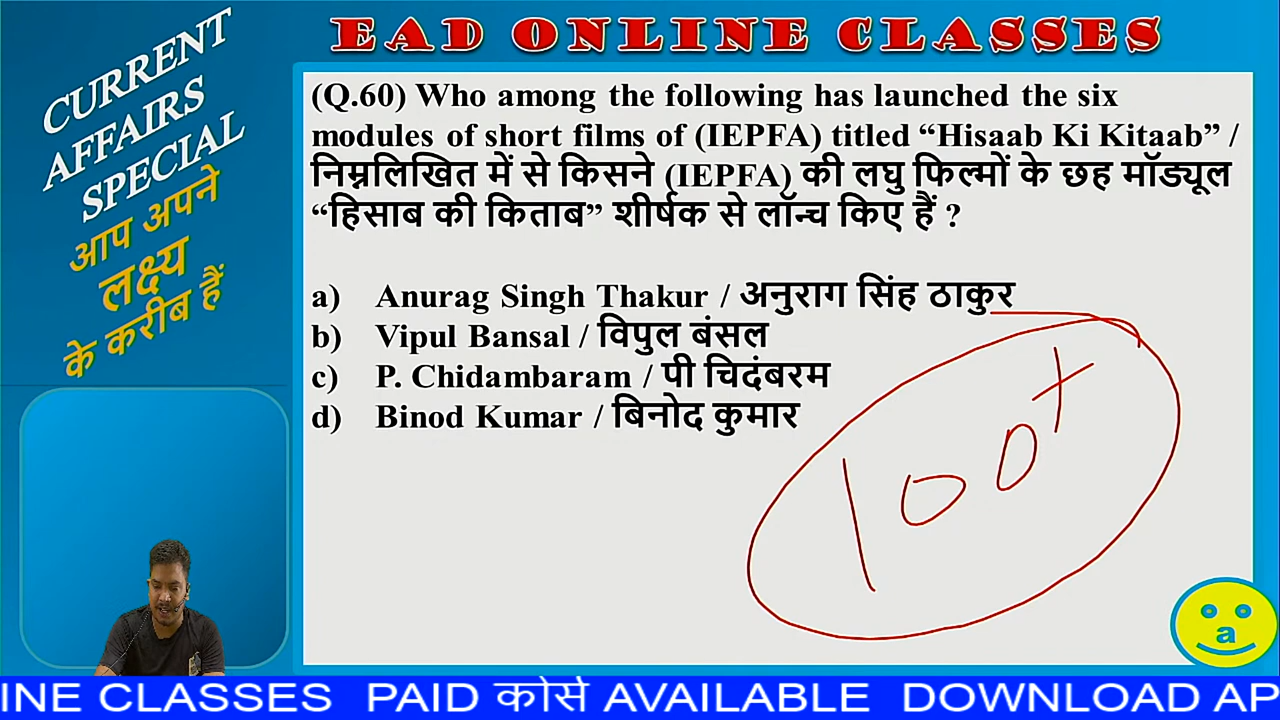 EAD ONLINE CLASSES
CURRENT
AFFAIRS
SPECIAL
आप अपने
लक्ष्य
के करीब हैं
(Q.60) Who among the following has launched the six
modules of short films of (IEPFA) titled “Hisaab Ki Kitaab” /
निम्नलिखित में से किसने (IEPFA) की लघु फिल्मों के छह मॉड्यूल
“हिसाब की किताब” शीर्षक से लॉन्च किए हैं ?
a) Anurag Singh Thakur / अनुराग सिंह ठाकुर
b) Vipul Bansal / विपुल बंसल
c) P. Chidambaram / पी चिदंबरम
d) Binod Kumar / बिनोद कुमार
100+
a
INE CLASSES PAID कोर्स AVAILABLE DOWNLOAD AP